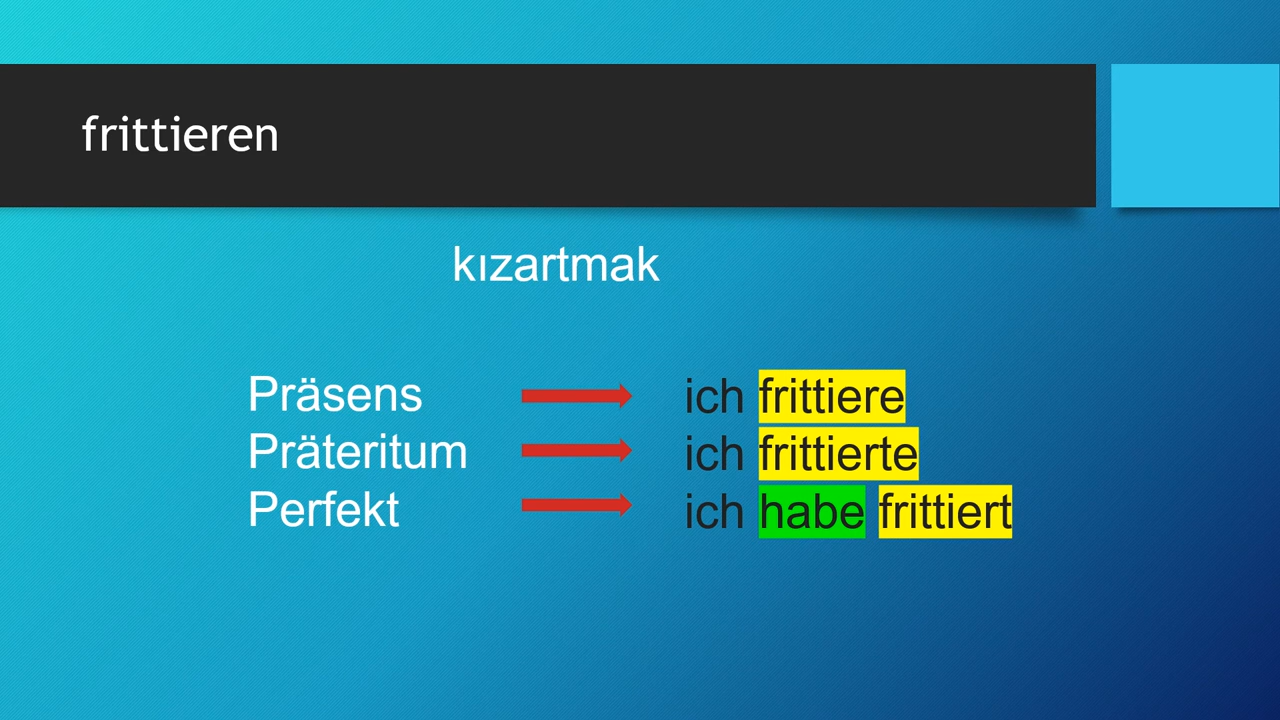 frittieren
kızartmak
Präsens ich frittiere
Präteritum ich frittierte
Perfekt ich habe frittiert